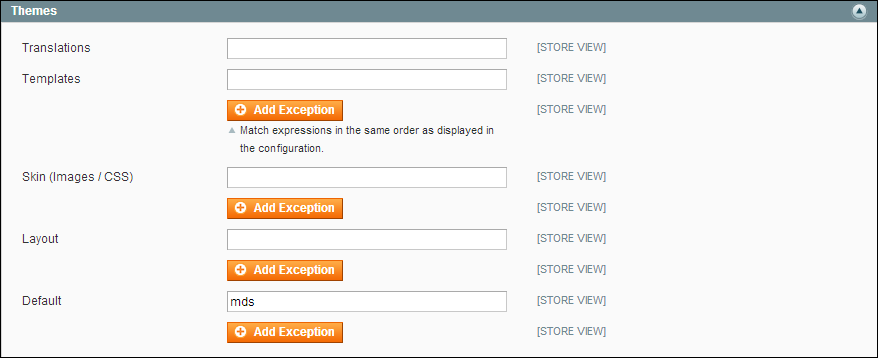 Themes
Translations [STORE VIEW]
Templates [STORE VIEW]
Add Exception [STORE VIEW]
Match expressions in the same order as displayed in
the configuration.
Skin (Images / CSS) [STORE VIEW]
Add Exception [STORE VIEW]
Layout [STORE VIEW]
Add Exception [STORE VIEW]
Default mds [STORE VIEW]
Add Exception [STORE VIEW]